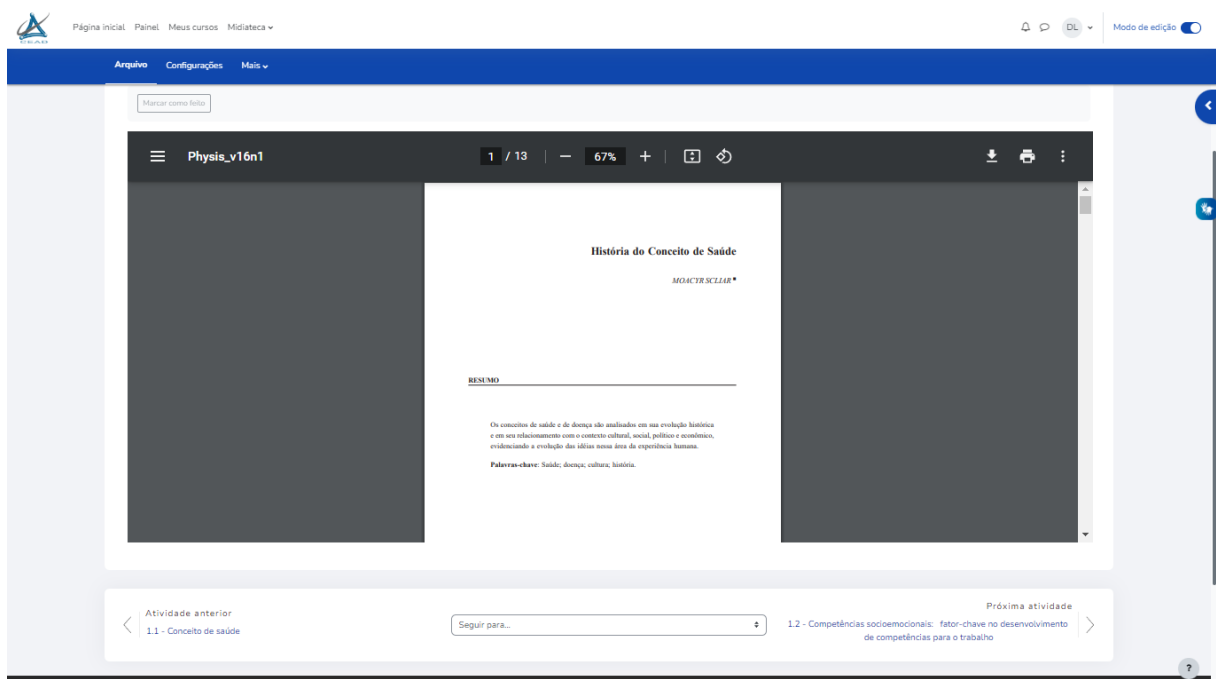 CEAD
Página inicial Painel Meus cursos Midiateca
DL
Modo de edição
Arquivo Configurações Mais
Marcar como feito
Physis_v16n1
1 / 13
67%
História do Conceito de Saúde
MOACYR SCLIAR
RESUMO
Os conceitos de saúde e de doença são analisados em sua evolução histórica
e em seu relacionamento com o contexto cultural, social, político e econômico,
evidenciando a evolução das idéias nessa área da experiência humana.
Palavras-chave: Saúde; doença; cultura; história.
Atividade anterior
1.1 - Conceito de saúde
Seguir para...
Próxima atividade
1.2 - Competências socioemocionais: fator-chave no desenvolvimento
de competências para o trabalho
?